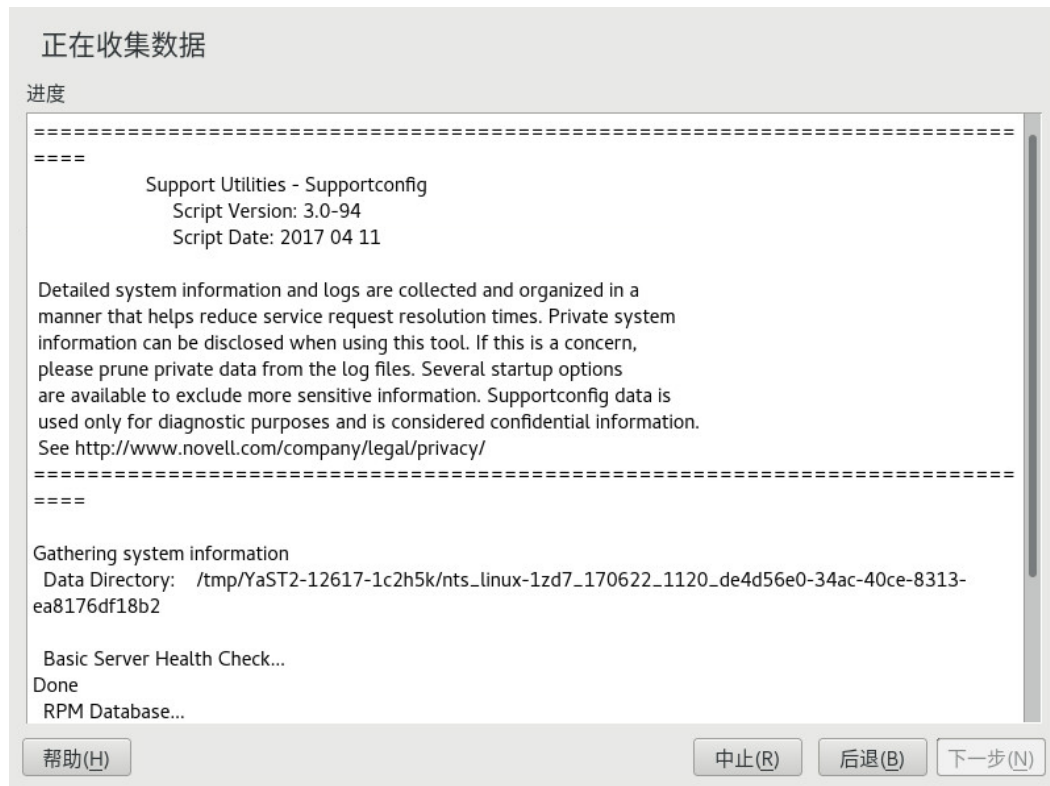 正在收集数据
进度
=========================================================================
====
Support Utilities - Supportconfig
Script Version: 3.0-94
Script Date: 2017 04 11
Detailed system information and logs are collected and organized in a
manner that helps reduce service request resolution times. Private system
information can be disclosed when using this tool. If this is a concern,
please prune private data from the log files. Several startup options
are available to exclude more sensitive information. Supportconfig data is
used only for diagnostic purposes and is considered confidential information.
See http://www.novell.com/company/legal/privacy/
=========================================================================
====
Gathering system information
Data Directory: /tmp/YaST2-12617-1c2h5k/nts_linux-1zd7_170622_1120_de4d56e0-34ac-40ce-8313-
ea8176df18b2
Basic Server Health Check...
Done
RPM Database...
帮助(H) 中止(R) 后退(B) 下一步(N)